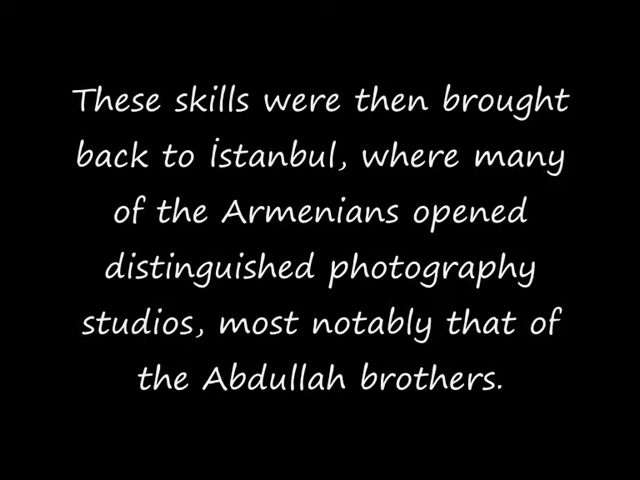 These skills were then brought
back to İstanbul, where many
of the Armenians opened
distinguished photography
studios, most notably that of
the Abdullah brothers.